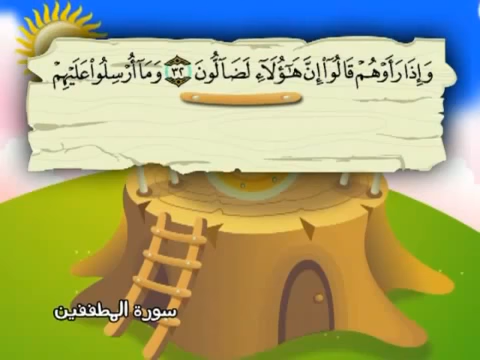 وَإِذَا رَأَوْهُمْ قَالُوٓا۟ إِنَّ هَـٰٓؤُلَآءِ لَضَآلُّونَ ٣٢ وَمَآ أُرْسِلُوا۟ عَلَيْهِمْ
سورة المطففين